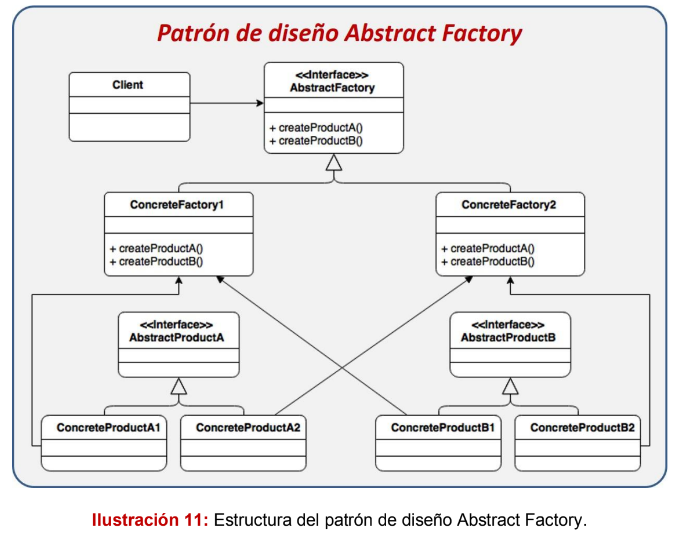 Patrón de diseño Abstract Factory
Client
<<Interface>>
AbstractFactory
+ createProductA()
+ createProductB()
ConcreteFactory1
+ createProductA()
+ createProductB()
ConcreteFactory2
+ createProductA()
+ createProductB()
<<Interface>>
AbstractProductA
<<Interface>>
AbstractProductB
ConcreteProductA1
ConcreteProductA2
ConcreteProductB1
ConcreteProductB2
Ilustración 11: Estructura del patrón de diseño Abstract Factory.